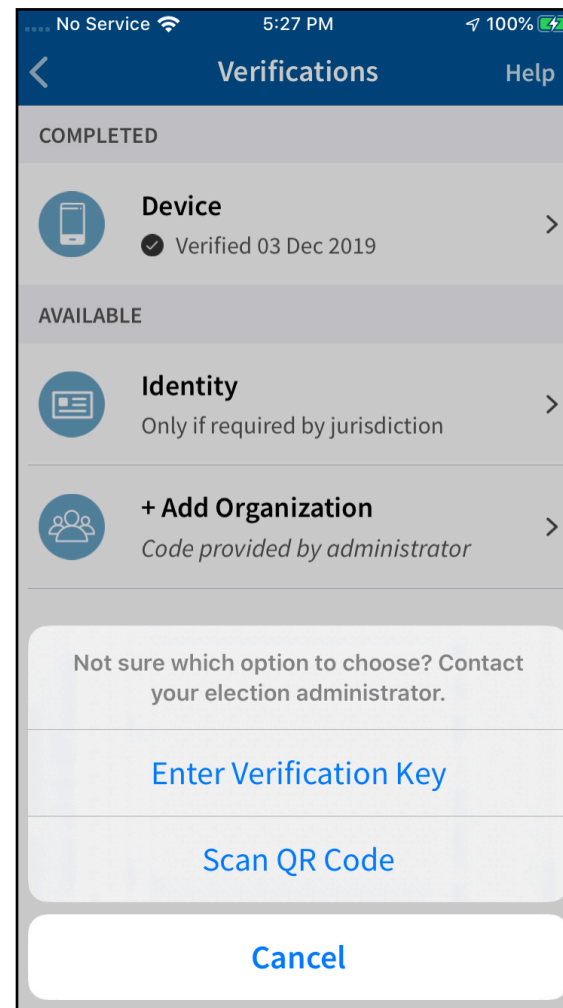 No Service 5:27 PM 100%
Verifications Help
COMPLETED
Device
Verified 03 Dec 2019
AVAILABLE
Identity
Only if required by jurisdiction
+ Add Organization
Code provided by administrator
Not sure which option to choose? Contact
your election administrator.
Enter Verification Key
Scan QR Code
Cancel